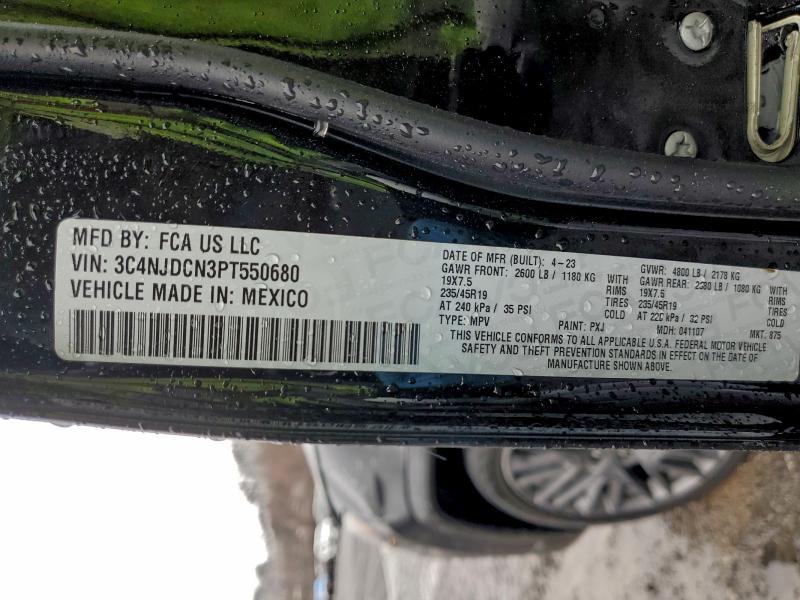 MFD BY: FCA US LLC
VIN: 3C4NJDCN3PT550680
VEHICLE MADE IN: MEXICO
DATE OF MFR (BUILT): 4-23 GVWR: 4800 LB / 2178 KG
GAWR FRONT: 2600 LB / 1180 KG WITH GAWR REAR: 2380 LB / 1080 KG WITH
19X7.5 RIMS 19X7.5 RIMS
235/45R19 TIRES 235/45R19 TIRES
AT 240 kPa / 35 PSI COLD AT 220 kPa / 32 PSI COLD
TYPE: MPV PAINT: PXJ MDH: 041107 MKT: 875
THIS VEHICLE CONFORMS TO ALL APPLICABLE U.S.A. FEDERAL MOTOR VEHICLE
SAFETY AND THEFT PREVENTION STANDARDS IN EFFECT ON THE DATE OF
MANUFACTURE SHOWN ABOVE.